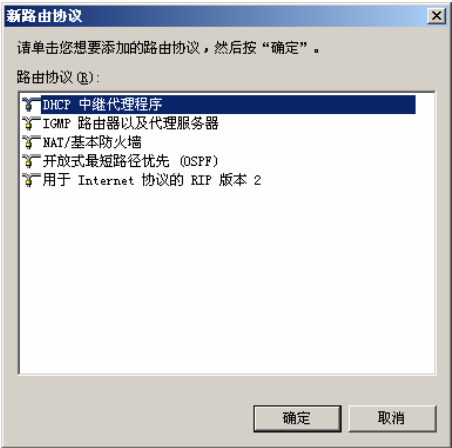 新路由协议
请单击您想要添加的路由协议，然后按“确定”。
路由协议(R):
DHCP 中继代理程序
IGMP 路由器以及代理服务器
NAT/基本防火墙
开放式最短路径优先 (OSPF)
用于 Internet 协议的 RIP 版本 2
确定
取消